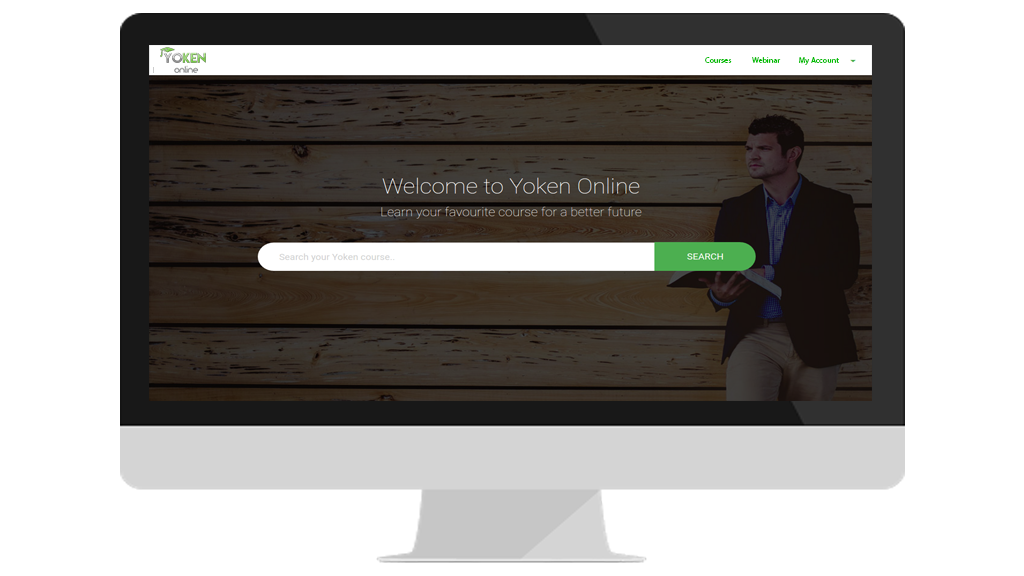 YOKEN
online
Courses Webinar My Account
Welcome to Yoken Online
Learn your favourite course for a better future
Search your Yoken course... SEARCH